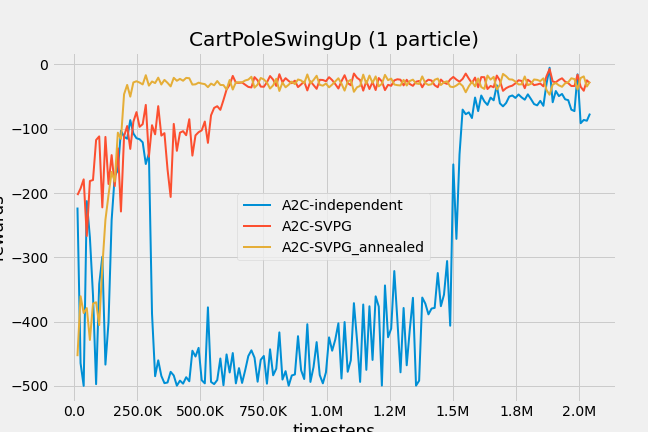 CartPoleSwingUp (1 particle)
0
−100
−200
−300
−400
−500
A2C-independent
A2C-SVPG
A2C-SVPG_annealed
0.0 250.0K 500.0K 750.0K 1.0M 1.2M 1.5M 1.8M 2.0M
timesteps